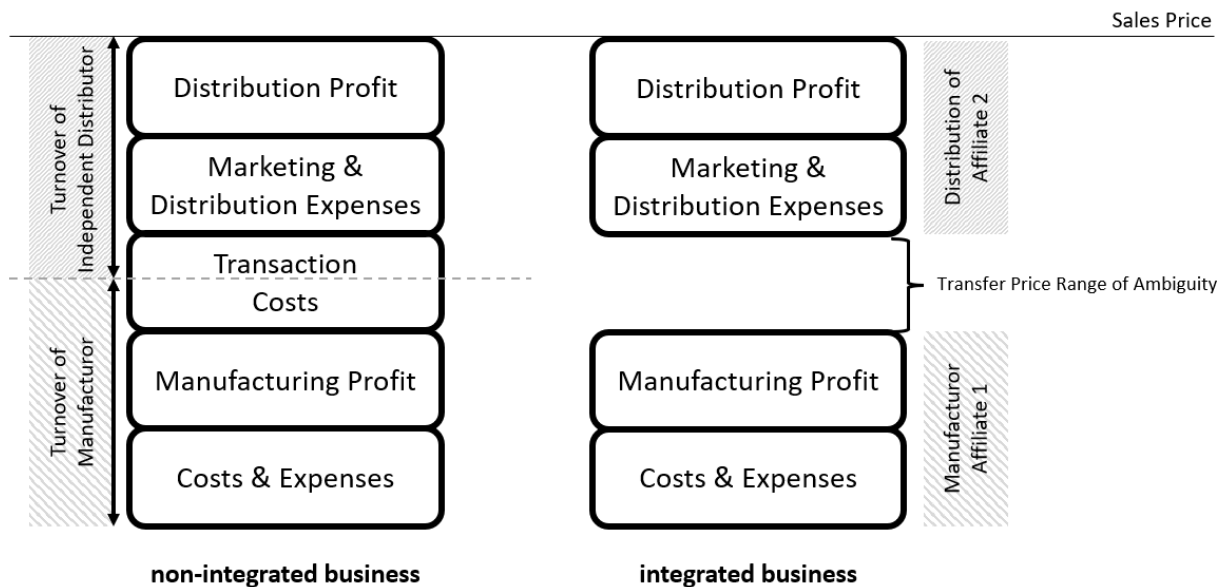 Sales Price
Turnover of
Independent Distributor
Distribution Profit
Marketing &
Distribution Expenses
Transaction
Costs
Turnover of
Manufacturor
Manufacturing Profit
Costs & Expenses
non-integrated business
Distribution Profit
Marketing &
Distribution Expenses
Distribution of
Affiliate 2
Transfer Price Range of Ambiguity
Manufacturing Profit
Costs & Expenses
Manufacturor
Affiliate 1
integrated business